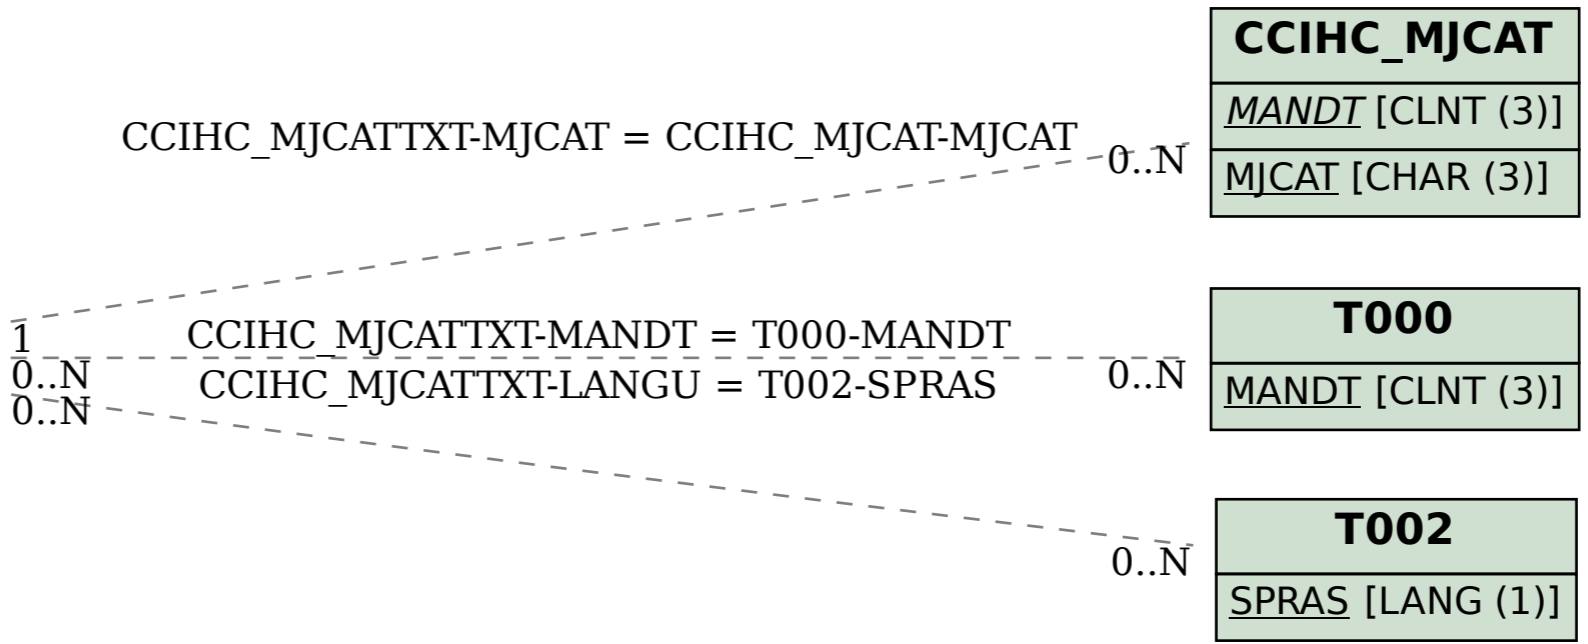 CCIHC_MJCAT
MANDT [CLNT (3)]
MJCAT [CHAR (3)]
CCIHC_MJCATTXT-MJCAT = CCIHC_MJCAT-MJCAT
0..N
1
CCIHC_MJCATTXT-MANDT = T000-MANDT
0..N
0..N
CCIHC_MJCATTXT-LANGU = T002-SPRAS
0..N
0..N
T000
MANDT [CLNT (3)]
T002
SPRAS [LANG (1)]